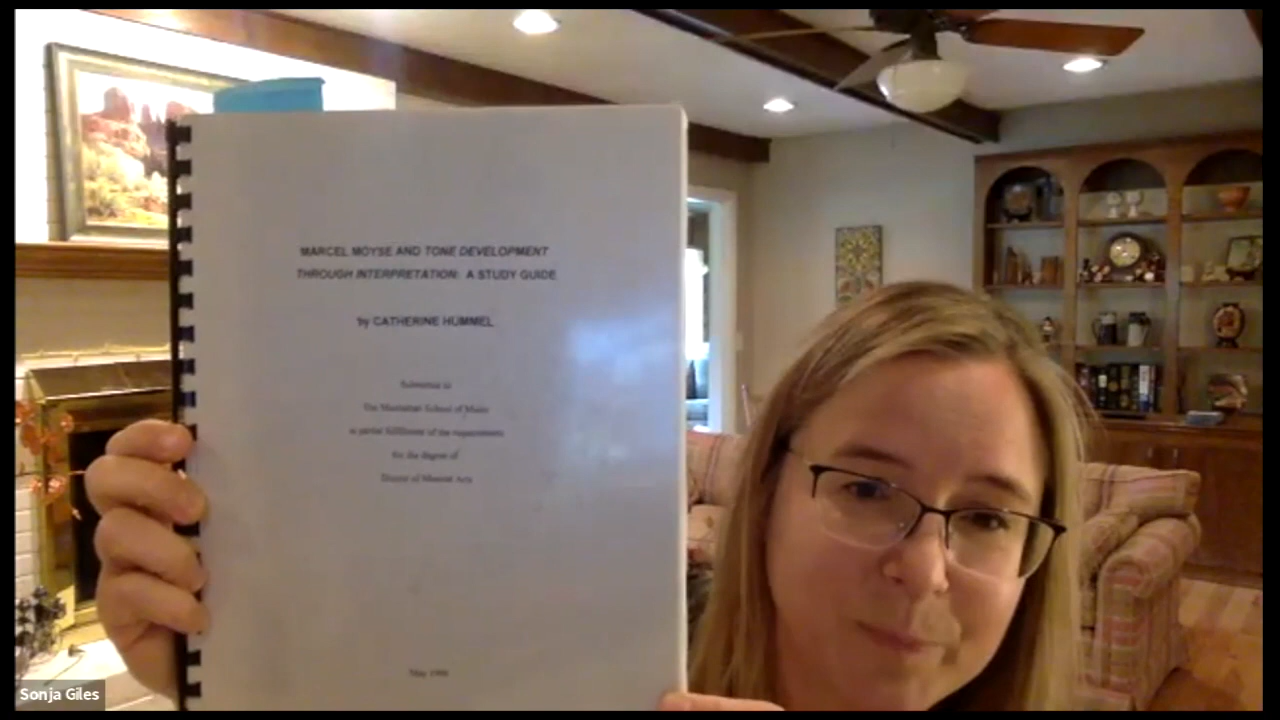 MARCEL MOYSE AND TONE DEVELOPMENT
THROUGH INTERPRETATION: A STUDY GUIDE
by CATHERINE HUMMEL
Submitted to
The Manhattan School of Music
in partial fulfillment of the requirements
for the degree of
Doctor of Musical Arts
May
Sonja Giles